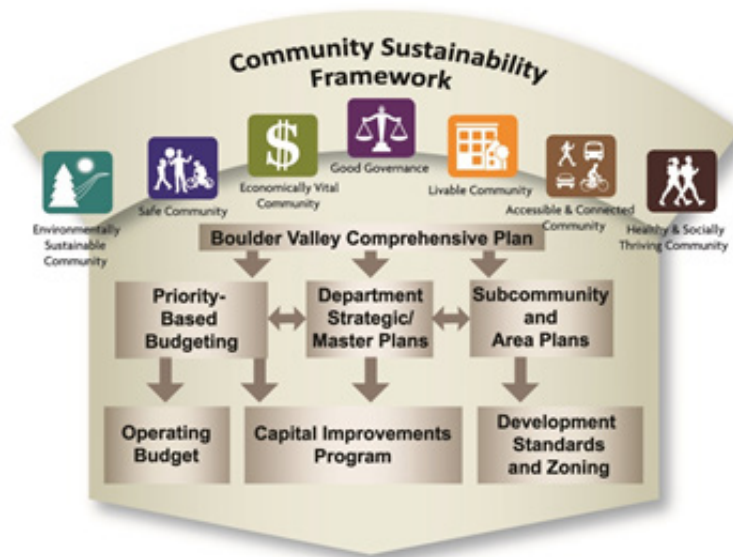 Community Sustainability
Framework
Environmentally
Sustainable
Community
Safe Community
$
Economically Vital
Community
Good Governance
Livable Community
Accessible & Connected
Community
Healthy & Socially
Thriving Community
Boulder Valley Comprehensive Plan
Priority-
Based
Budgeting
Department
Strategic/
Master Plans
Subcommunity
and
Area Plans
Operating
Budget
Capital Improvements
Program
Development
Standards
and Zoning